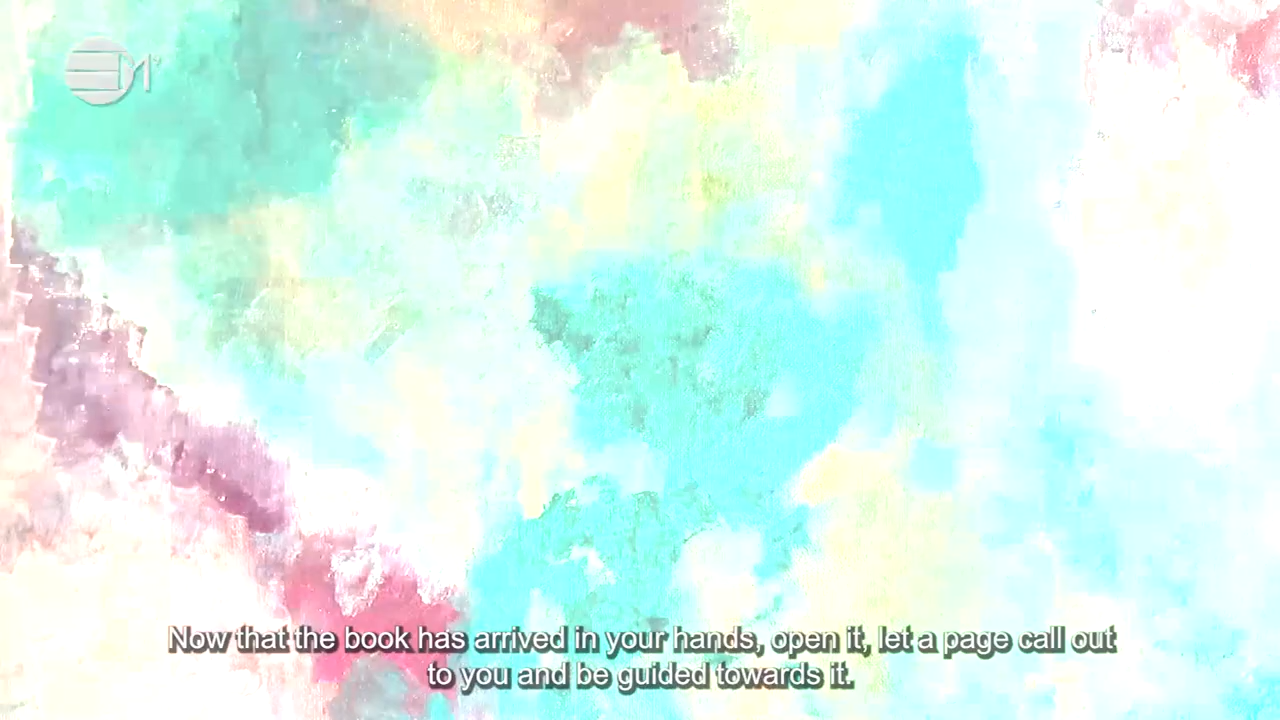 Now that the book has arrived in your hands, open it, let a page call out
to you and be guided towards it.